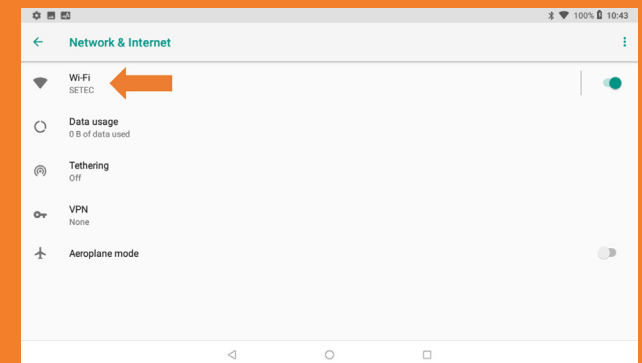 100% 10:43
Network & Internet
Wi-Fi
SETEC
Data usage
0 B of data used
Tethering
Off
VPN
None
Aeroplane mode